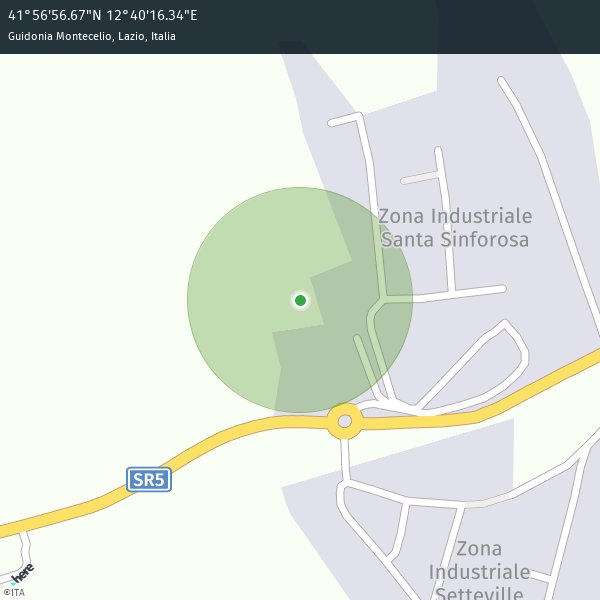 41°56'56.67"N 12°40'16.34"E
Guidonia Montecelio, Lazio, Italia
Zona Industriale
Santa Sinforosa
SR5
Zona
Industriale
Setteville
here
©ITA